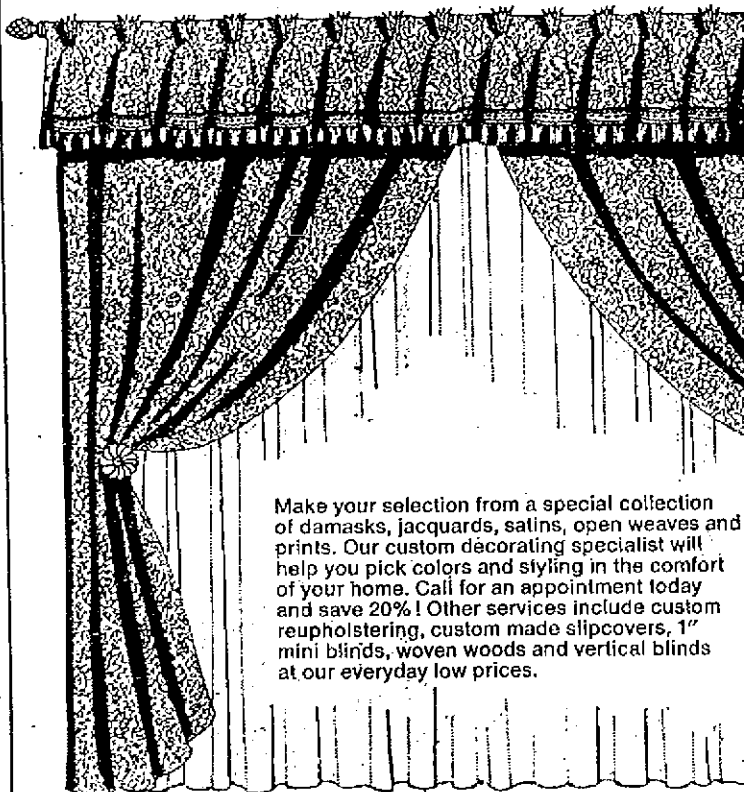 Make your selection from a special collection
of damasks, jacquards, satins, open weaves and
prints. Our custom decorating specialist will
help you pick colors and styling in the comfort
of your home. Call for an appointment today
and save 20%! Other services include custom
reupholstering, custom made slipcovers, 1″
mini blinds, woven woods and vertical blinds
at our everyday low prices.